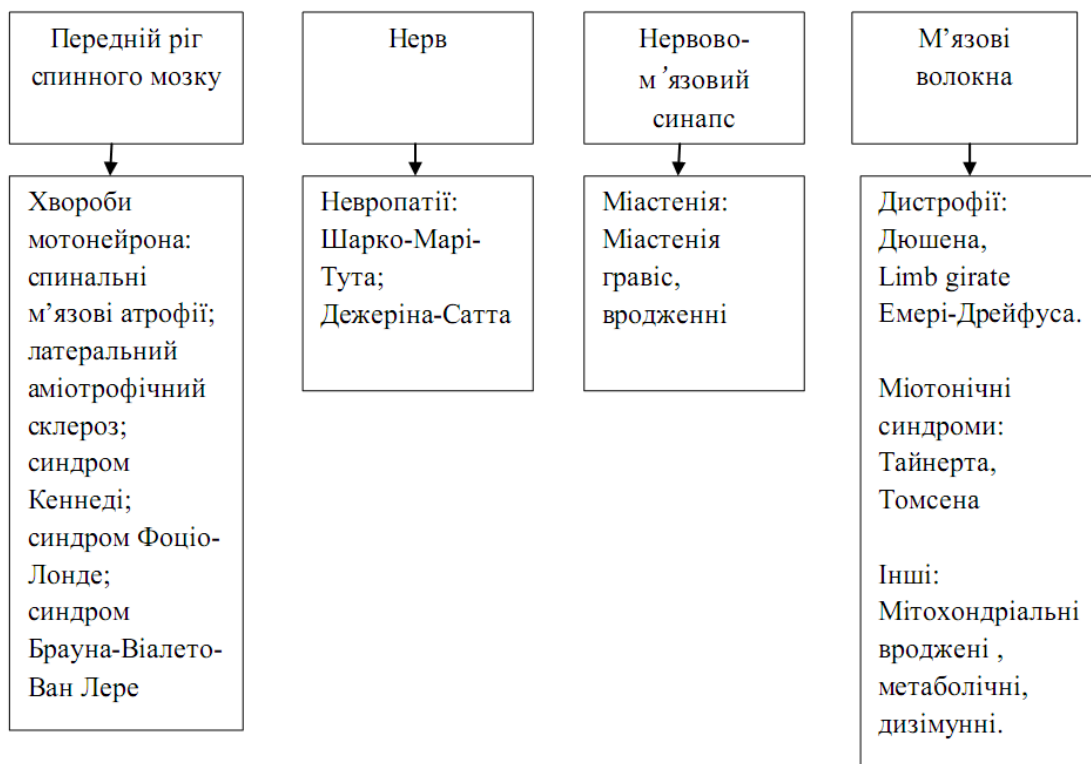 Передній ріг
спинного мозку
Нерв
Нервово-
м ’язовий
синапс
М’язові
волокна
Хвороби
мотонейрона:
спинальні
м’язові атрофії;
латеральний
аміотрофічний
склероз;
синдром
Кеннеді;
синдром Фоціо-
Лонде;
синдром
Брауна-Віалето-
Ван Лере
Невропатії:
Шарко-Марі-
Тута;
Дежеріна-Сатта
Міастенія:
Міастенія
гравіс,
вродженні
Дистрофії:
Дюшена,
Limb girate
Емері-Дрейфуса.
Міотонічні
синдроми:
Тайнерта,
Томсена
Інші:
Мітохондріальні
вроджені ,
метаболічні,
дизімунні.